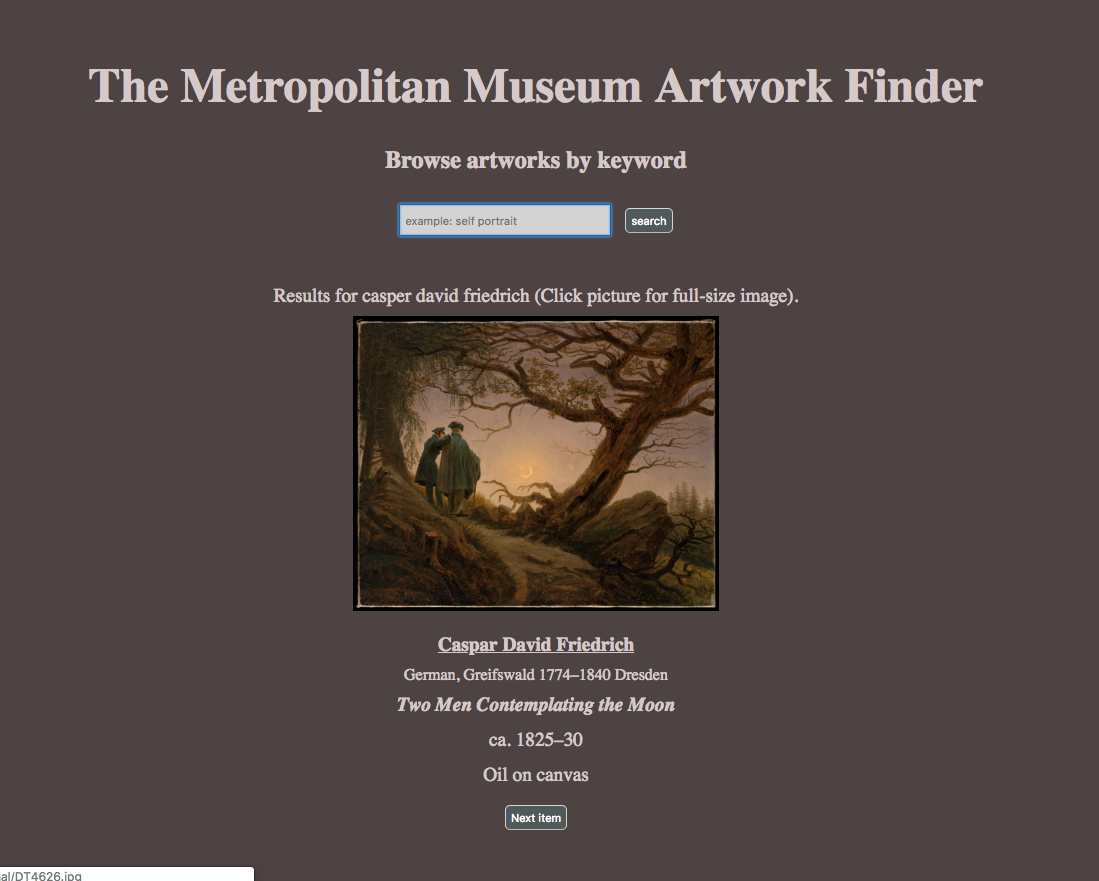 The Metropolitan Museum Artwork Finder
Browse artworks by keyword
example: self portrait
search
Results for casper david friedrich (Click picture for full-size image).
Caspar David Friedrich
German, Greifswald 1774–1840 Dresden
Two Men Contemplating the Moon
ca. 1825–30
Oil on canvas
Next item
al/DT4626.jpg